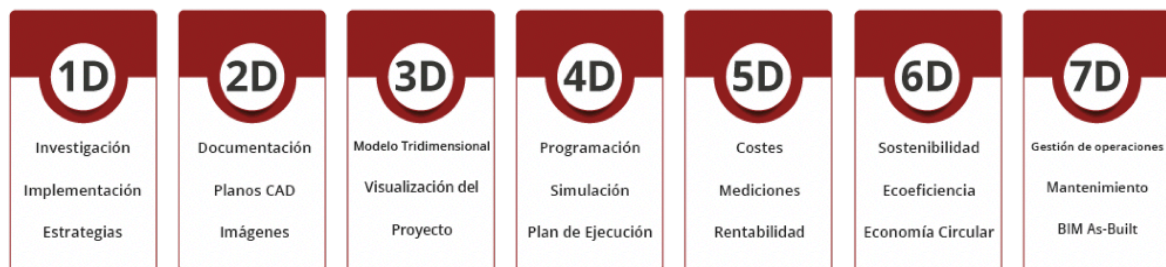 1D
Investigación
Implementación
Estrategias
2D
Documentación
Planos CAD
Imágenes
3D
Modelo Tridimensional
Visualización del
Proyecto
4D
Programación
Simulación
Plan de Ejecución
5D
Costes
Mediciones
Rentabilidad
6D
Sostenibilidad
Ecoeficiencia
Economía Circular
7D
Gestión de operaciones
Mantenimiento
BIM As-Built